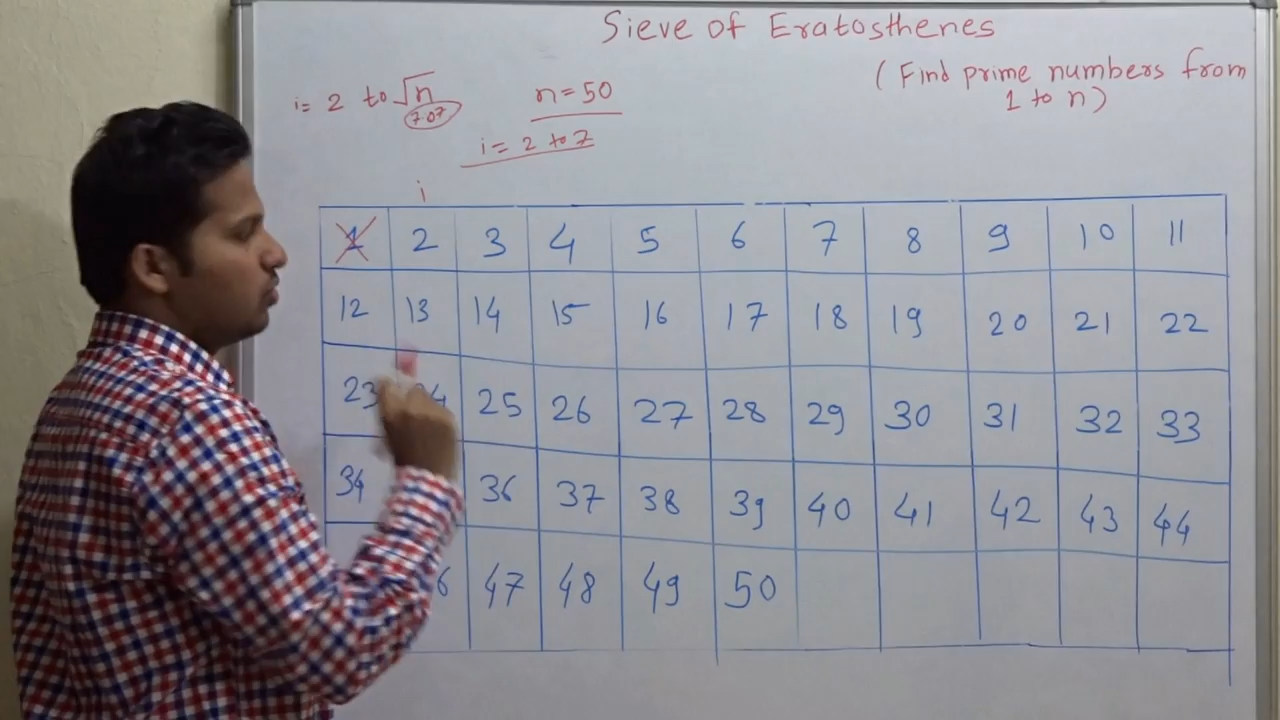 Sieve of Eratosthenes
(Find prime numbers from
1 to n)
i= 2 to √n
7.07
n=50
i= 2 to 7
i
1 2 3 4 5 6 7 8 9 10 11
12 13 14 15 16 17 18 19 20 21 22
23 25 26 27 28 29 30 31 32 33
34 36 37 38 39 40 41 42 43 44
47 48 49 50